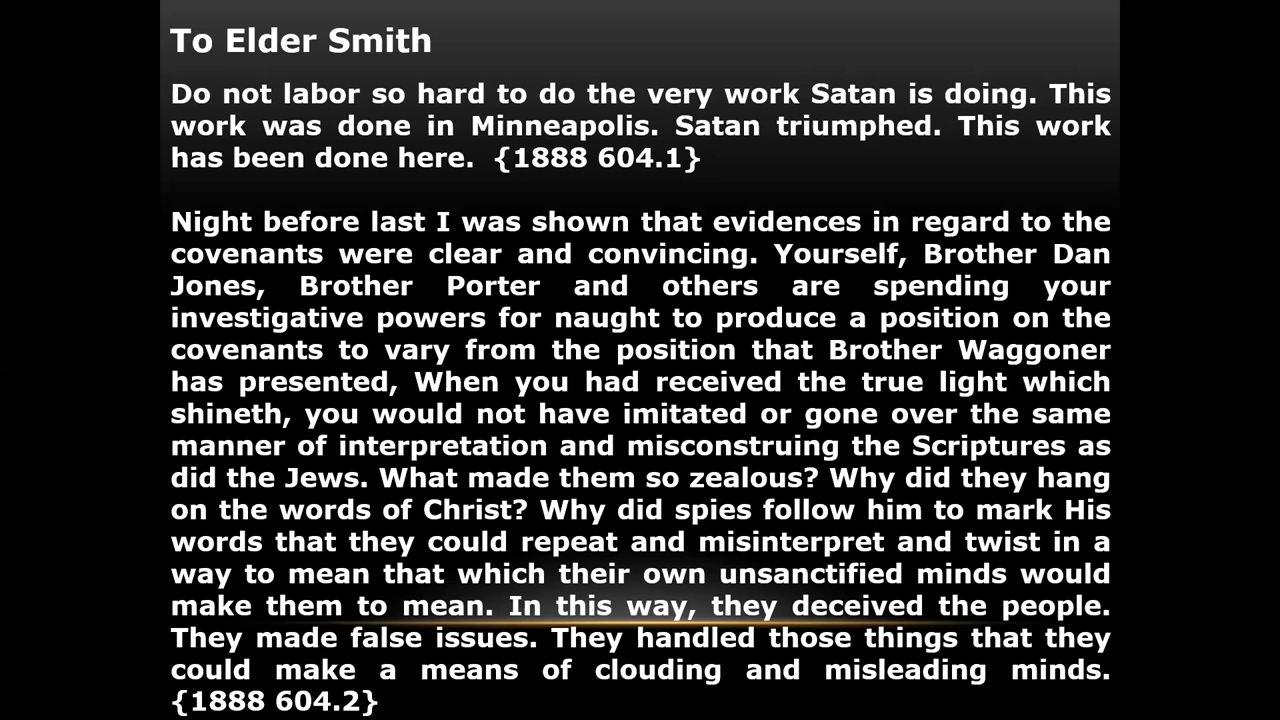 To Elder Smith
Do not labor so hard to do the very work Satan is doing. This
work was done in Minneapolis. Satan triumphed. This work
has been done here. {1888 604.1}
Night before last I was shown that evidences in regard to the
covenants were clear and convincing. Yourself, Brother Dan
Jones, Brother Porter and others are spending your
investigative powers for naught to produce a position on the
covenants to vary from the position that Brother Waggoner
has presented, When you had received the true light which
shineth, you would not have imitated or gone over the same
manner of interpretation and misconstruing the Scriptures as
did the Jews. What made them so zealous? Why did they hang
on the words of Christ? Why did spies follow him to mark His
words that they could repeat and misinterpret and twist in a
way to mean that which their own unsanctified minds would
make them to mean. In this way, they deceived the people.
They made false issues. They handled those things that they
could make a means of clouding and misleading minds.
{1888 604.2}